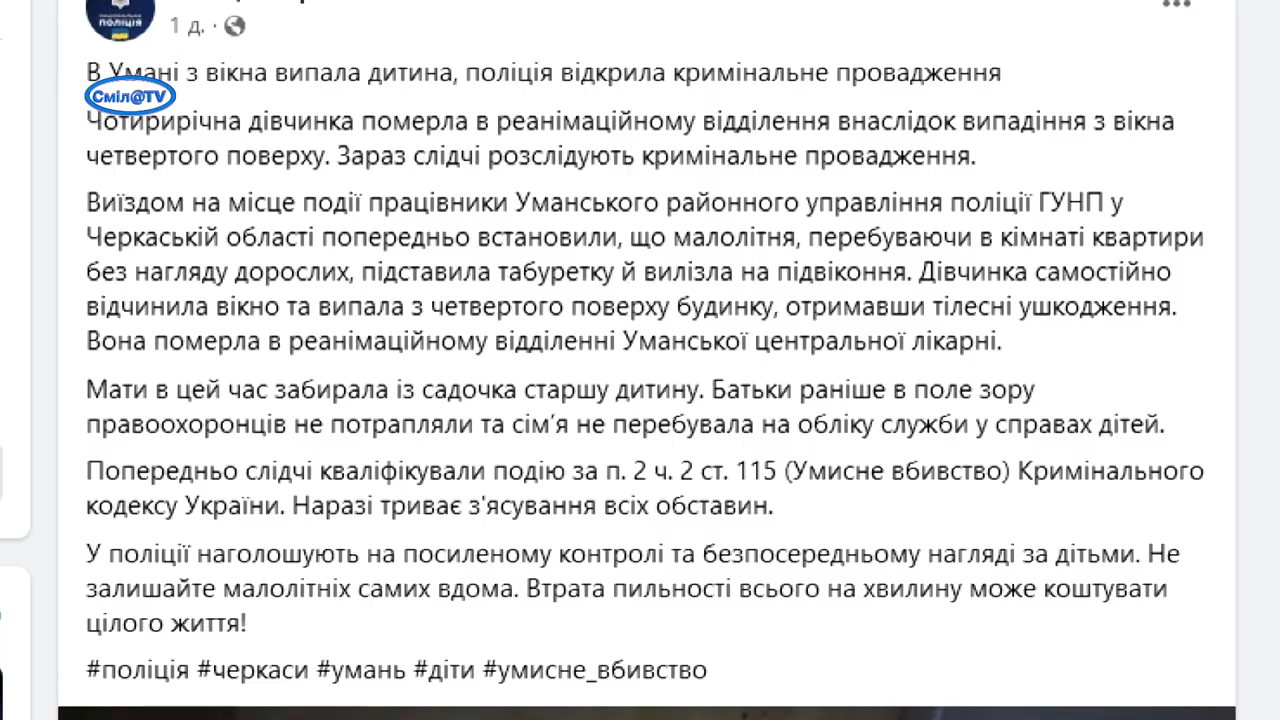 ПОЛІЦІЯ
1 д. ·
В Умані з вікна випала дитина, поліція відкрила кримінальне провадження
Сміл@TV
Чотирирічна дівчинка померла в реанімаційному відділення внаслідок випадіння з вікна
четвертого поверху. Зараз слідчі розслідують кримінальне провадження.
Виїздом на місце події працівники Уманського районного управління поліції ГУНП у
Черкаській області попередньо встановили, що малолітня, перебуваючи в кімнаті квартири
без нагляду дорослих, підставила табуретку й вилізла на підвіконня. Дівчинка самостійно
відчинила вікно та випала з четвертого поверху будинку, отримавши тілесні ушкодження.
Вона померла в реанімаційному відділенні Уманської центральної лікарні.
Мати в цей час забирала із садочка старшу дитину. Батьки раніше в поле зору
правоохоронців не потрапляли та сім’я не перебувала на обліку служби у справах дітей.
Попередньо слідчі кваліфікували подію за п. 2 ч. 2 ст. 115 (Умисне вбивство) Кримінального
кодексу України. Наразі триває з'ясування всіх обставин.
У поліції наголошують на посиленому контролі та безпосередньому нагляді за дітьми. Не
залишайте малолітніх самих вдома. Втрата пильності всього на хвилину може коштувати
цілого життя!
#поліція #черкаси #умань #діти #умисне_вбивство